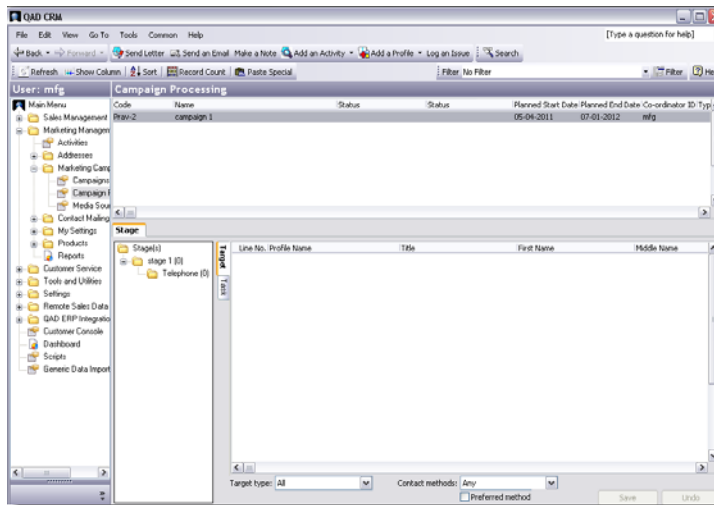 QAD CRM
File Edit View Go To Tools Common Help [Type a question for help]
Back Forward Send Letter Send an Email Make a Note Add an Activity Add a Profile Log an Issue Search
Refresh Show Column Sort Record Count Paste Special Filter No Filter Filter He
User: mfg Campaign Processing
Main Menu
Sales Management
Marketing Managem
Activities
Addresses
Marketing Camp
Campaigns
Campaign P
Media Sou
Contact Mailing
My Settings
Products
Reports
Customer Service
Tools and Utilities
Settings
Remote Sales Data
QAD ERP Integratio
Customer Console
Dashboard
Scripts
Generic Data Import
Code Name Status Status Planned Start Date Planned End Date Co-ordinator ID Typ
Prav-2 campaign 1 05-04-2011 07-01-2012 mfg
Stage
Stage(s)
stage 1 (0)
Telephone (0)
Target
Task
Line No. Profile Name Title First Name Middle Name
Target type: All Contact methods: Any
Preferred method Save Undo